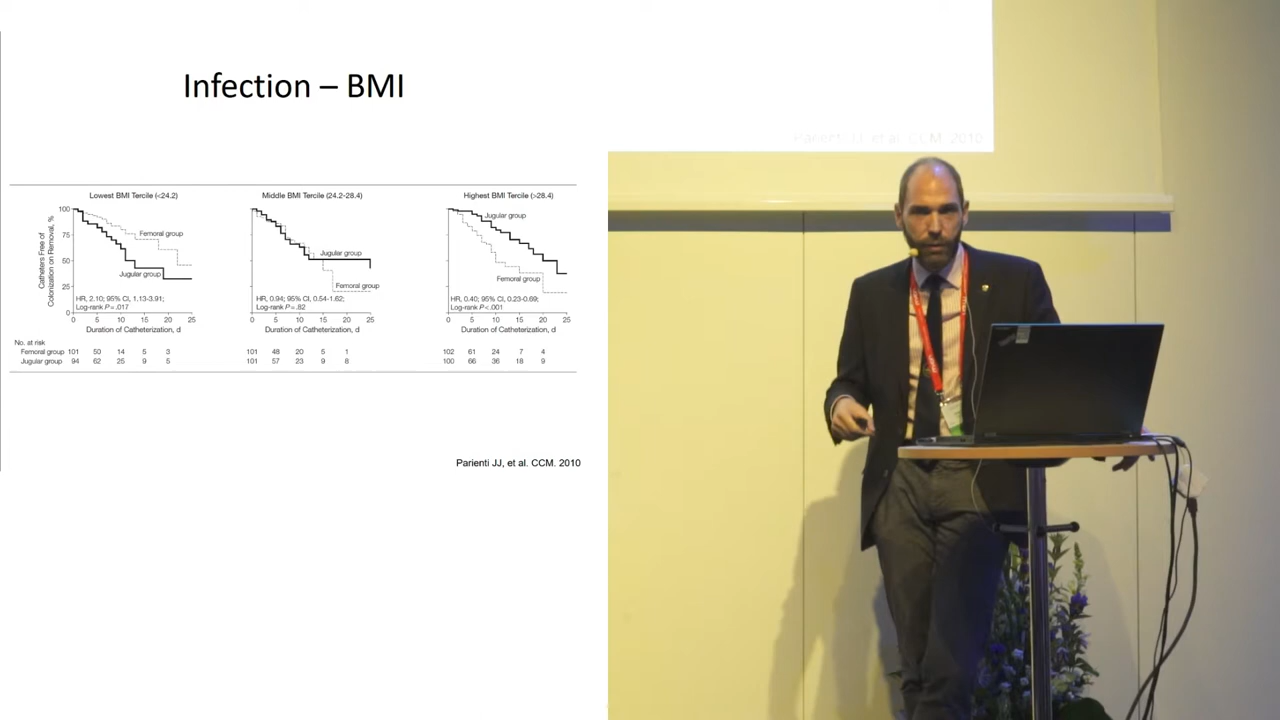 Infection – BMI
Lowest BMI Tercile (<24.2)
Middle BMI Tercile (24.2-28.4)
Highest BMI Tercile (>28.4)
Catheters Free of
Colonization on Removal, %
100
75
50
25
0
Femoral group
Jugular group
HR, 2.10; 95% CI, 1.13-3.91;
Log-rank P = .017
0 5 10 15 20 25
Duration of Catheterization, d
Jugular group
Femoral group
HR, 0.94; 95% CI, 0.54-1.62;
Log-rank P = .82
0 5 10 15 20 25
Duration of Catheterization, d
Jugular group
Femoral group
HR, 0.40; 95% CI, 0.23-0.69;
Log-rank P<.001
0 5 10 15 20 25
Duration of Catheterization, d
No. at risk
Femoral group 101 50 14 5 3 101 48 20 5 1 102 61 24 7 4
Jugular group 94 62 25 9 5 101 57 23 9 8 100 66 36 18 9
Parienti JJ, et al. CCM. 2010
Parienti JJ, et al. CCM. 2010